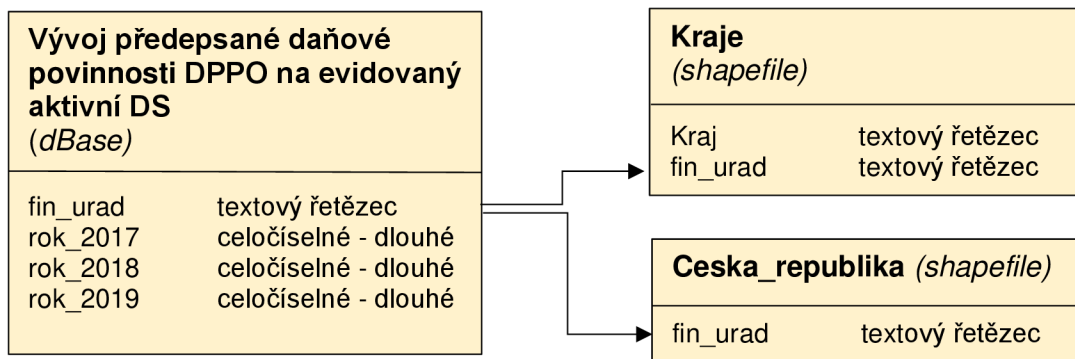 Vývoj předepsané daňové
povinnosti DPPO na evidovaný
aktivní DS
(dBase)
fin_urad textový řetězec
rok_2017 celočíselné - dlouhé
rok_2018 celočíselné - dlouhé
rok_2019 celočíselné - dlouhé
Kraje
(shapefile)
Kraj textový řetězec
fin_urad textový řetězec
Ceska_republika (shapefile)
fin_urad textový řetězec